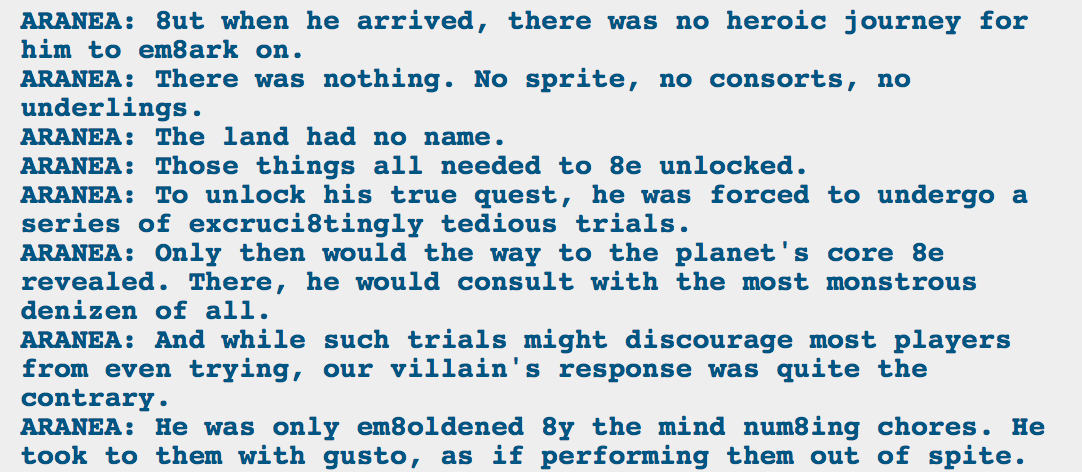 ARANEA: 8ut when he arrived, there was no heroic journey for
him to em8ark on.
ARANEA: There was nothing. No sprite, no consorts, no
underlings.
ARANEA: The land had no name.
ARANEA: Those things all needed to 8e unlocked.
ARANEA: To unlock his true quest, he was forced to undergo a
series of excruci8tingly tedious trials.
ARANEA: Only then would the way to the planet's core 8e
revealed. There, he would consult with the most monstrous
denizen of all.
ARANEA: And while such trials might discourage most players
from even trying, our villain's response was quite the
contrary.
ARANEA: He was only em8oldened 8y the mind num8ing chores. He
took to them with gusto, as if performing them out of spite.